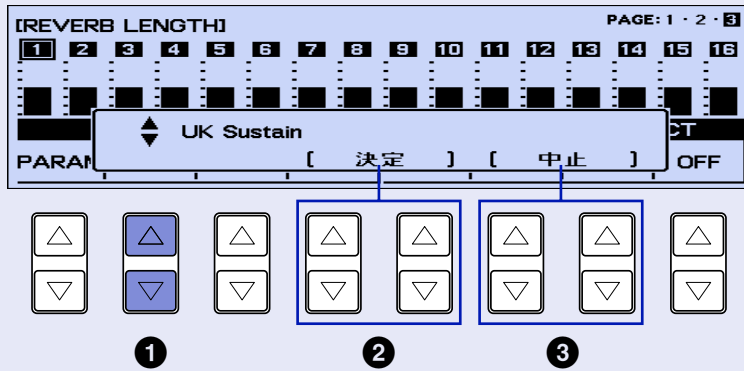 [REVERB LENGTH] PAGE: 1 · 2 · 3
1 2 3 4 5 6 7 8 9 10 11 12 13 14 15 16
UK Sustain CT
PARAM [ 決定 ] [ 中止 ] OFF
1 2 3